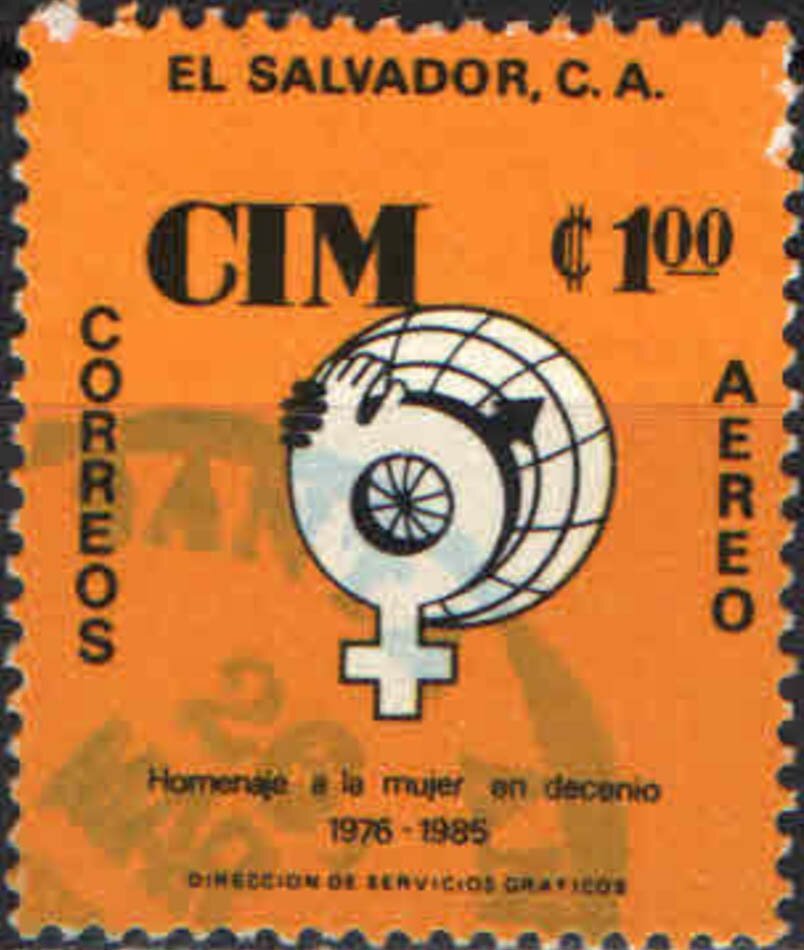 EL SALVADOR, C. A.
CIM
₡ 1.00
CORREOS
AEREO
Homenaje a la mujer en decenio
1976 - 1985
DIRECCION DE SERVICIOS GRAFICOS